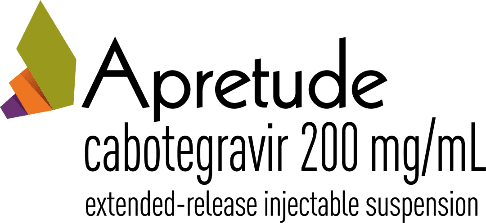 Apretude
cabotegravir 200 mg/mL
extended-release injectable suspension